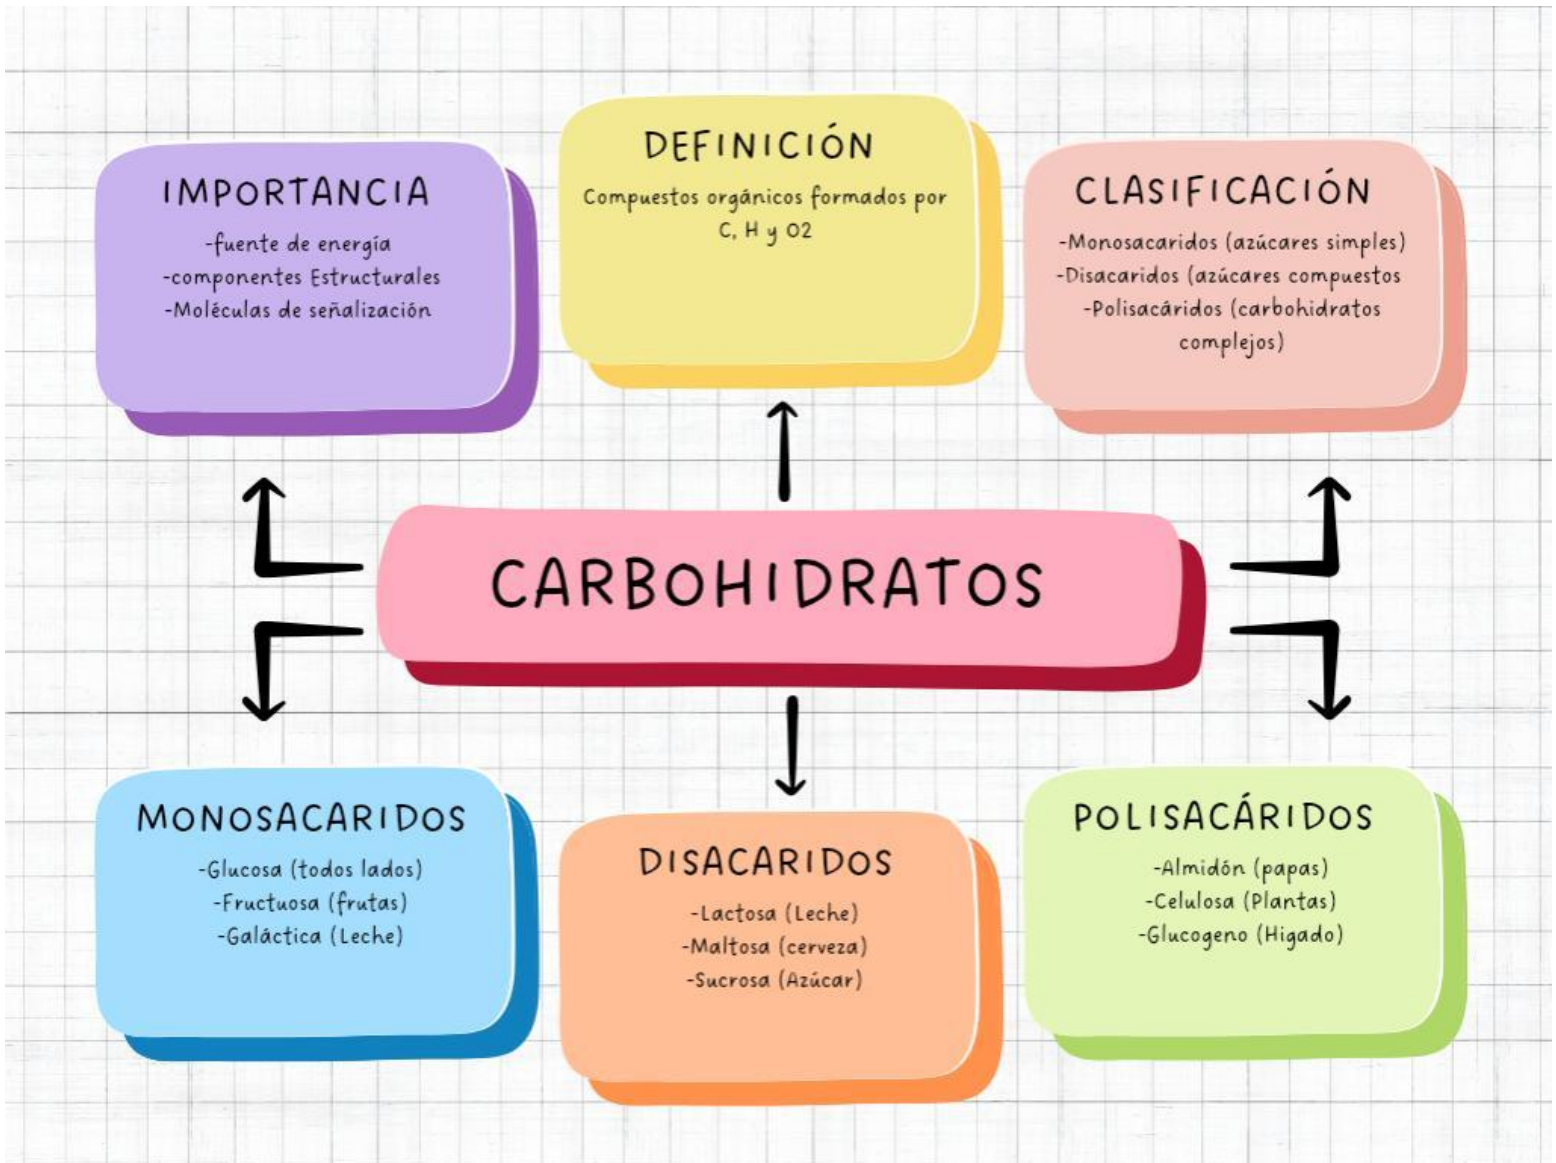 IMPORTANCIA
-fuente de energía
-componentes Estructurales
-Moléculas de señalización
DEFINICIÓN
Compuestos orgánicos formados por
C, H y O2
CLASIFICACIÓN
-Monosacaridos (azúcares simples)
-Disacaridos (azúcares compuestos
-Polisacáridos (carbohidratos
complejos)
CARBOHIDRATOS
MONOSACARIDOS
-Glucosa (todos lados)
-Fructuosa (frutas)
-Galáctica (Leche)
DISACARIDOS
-Lactosa (Leche)
-Maltosa (cerveza)
-Sucrosa (Azúcar)
POLISACÁRIDOS
-Almidón (papas)
-Celulosa (Plantas)
-Glucogeno (Higado)